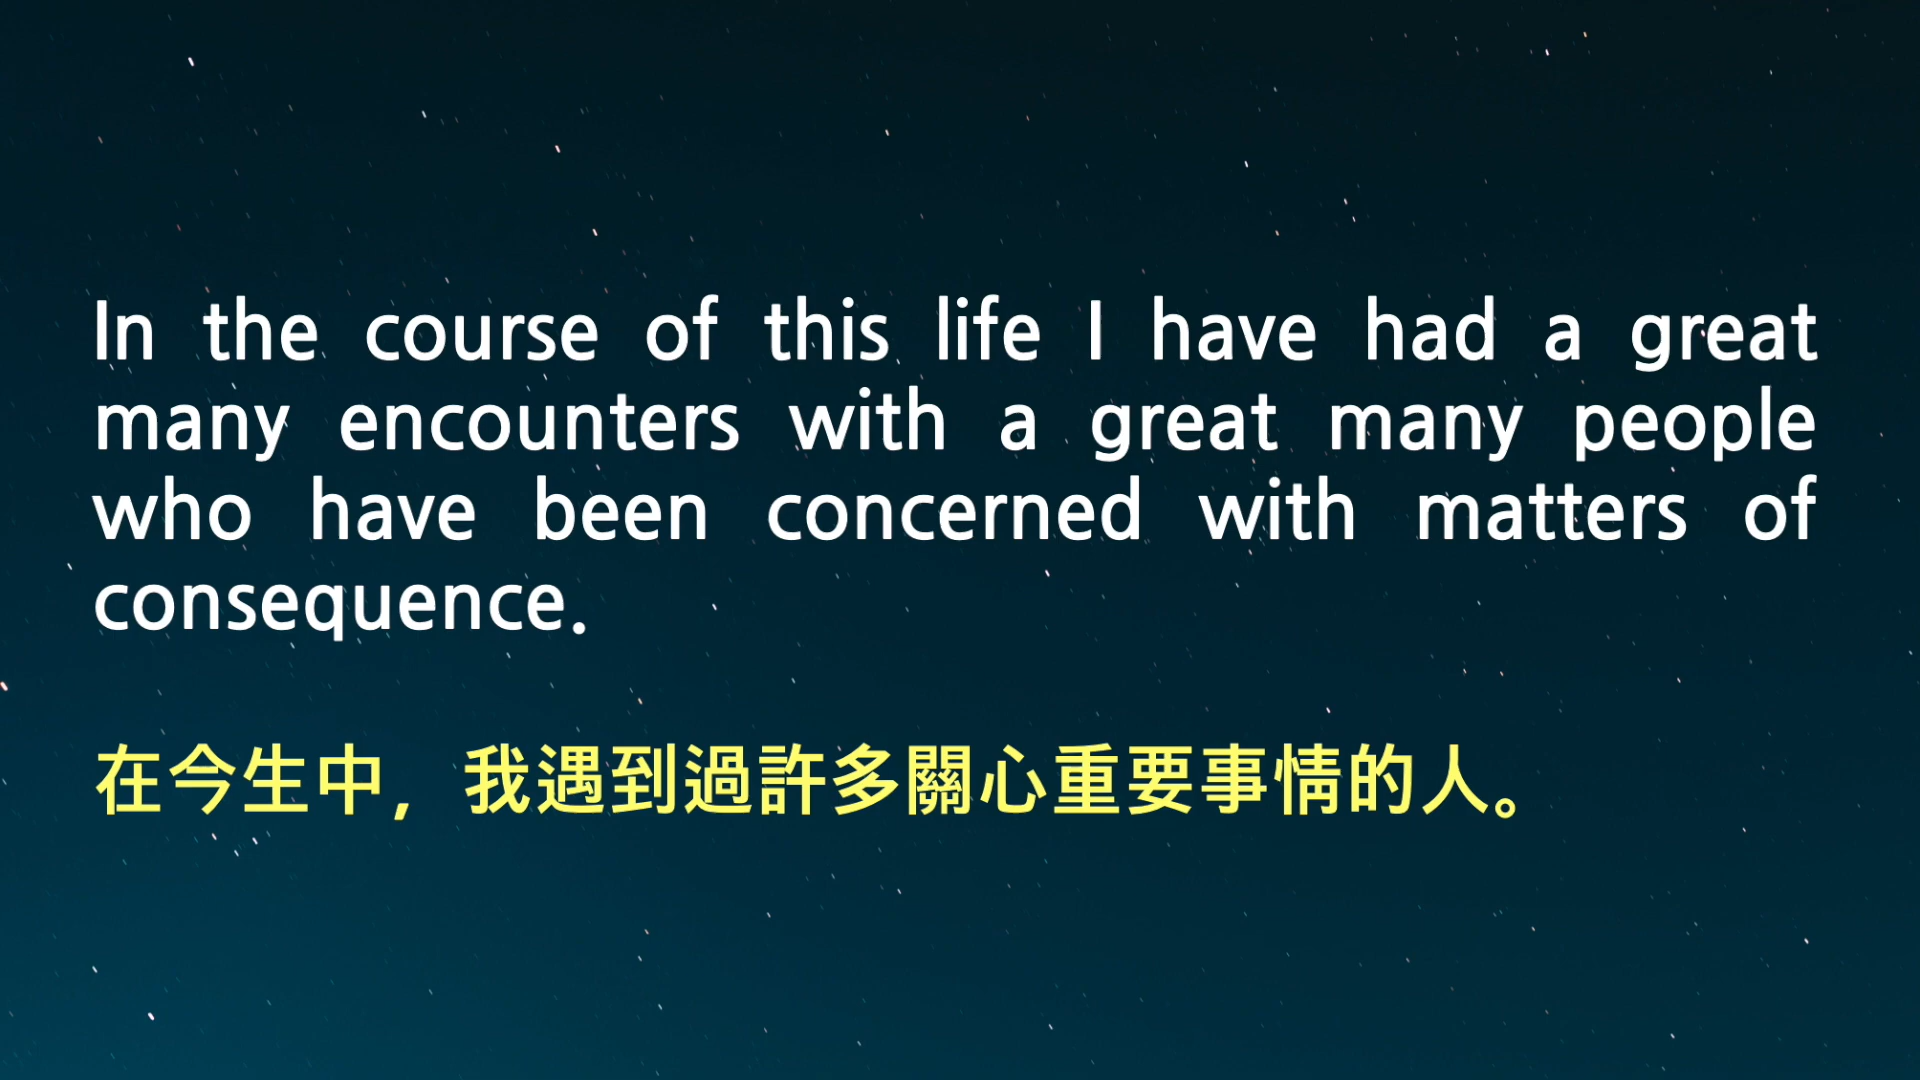 In the course of this life I have had a great
many encounters with a great many people
who have been concerned with matters of
consequence.
在今生中，我遇到過許多關心重要事情的人。